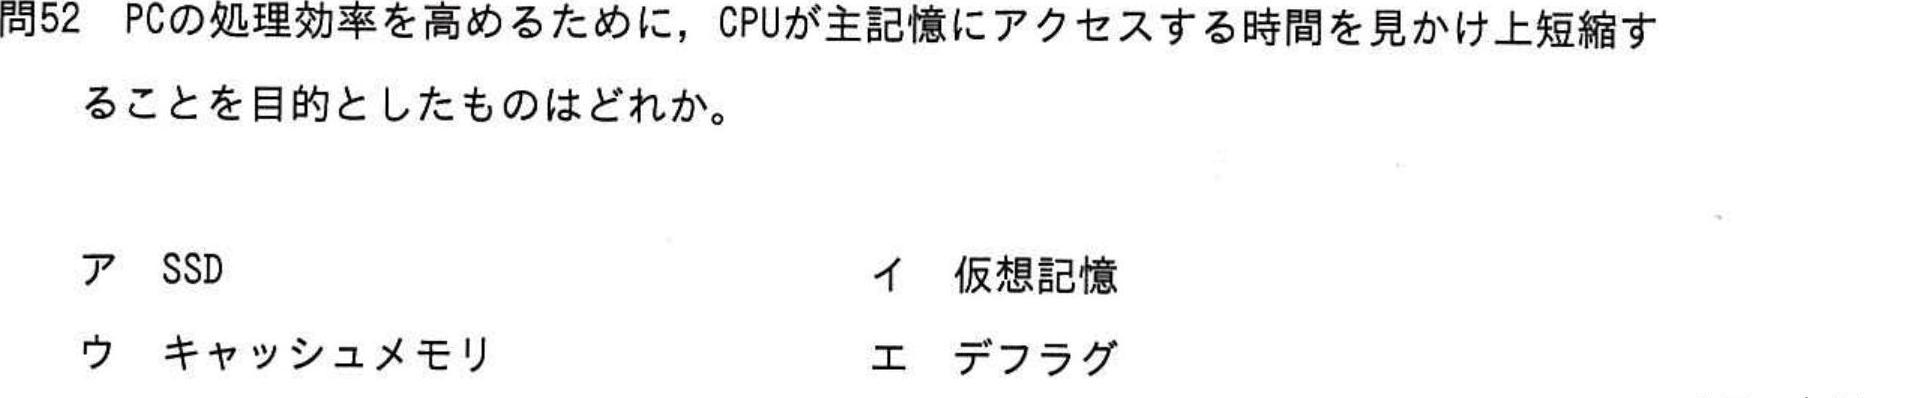 問52 PCの処理効率を高めるために，CPUが主記憶にアクセスする時間を見かけ上短縮す
ることを目的としたものはどれか。
ア SSD
イ 仮想記憶
ウ キャッシュメモリ
エ デフラグ